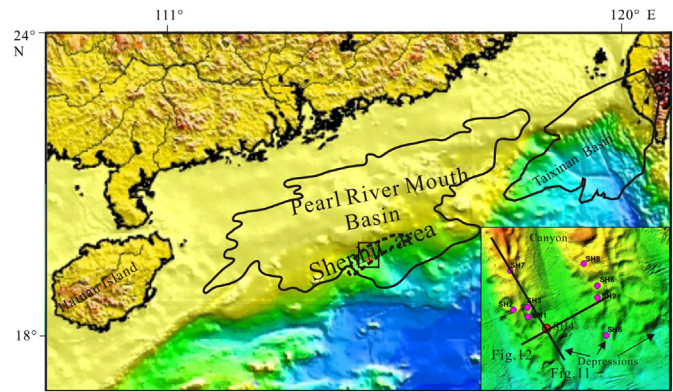 111°
120° E
24°
N
Taixinan Basin
Pearl River Mouth
Basin
Shenhu area
Hainan Island
18°
Canyon
SH7
SH8
SH6
SH9
SH2
SH3
SH1
SH4
SH5
Fig.12
Depressions
Fig.11